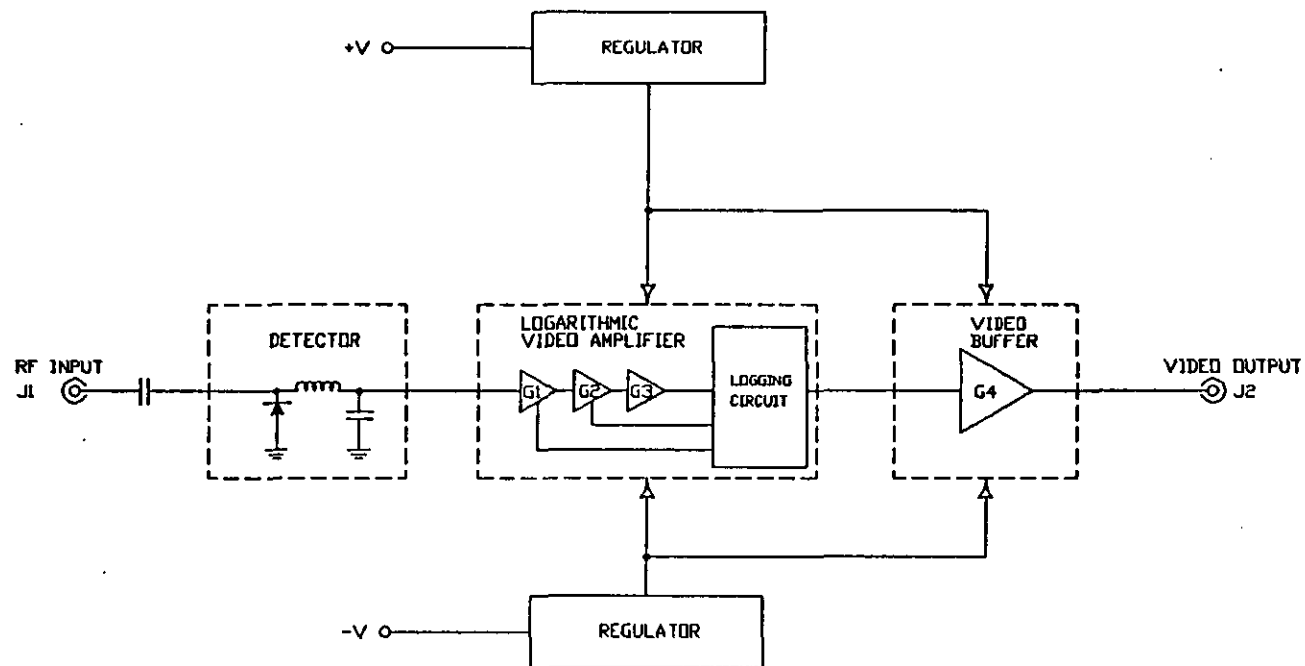 +V
REGULATOR
DETECTOR
LOGARITHMIC
VIDEO AMPLIFIER
VIDEO
BUFFER
RF INPUT
J1
G1
G2
G3
LOGGING
CIRCUIT
G4
VIDEO OUTPUT
J2
-V
REGULATOR